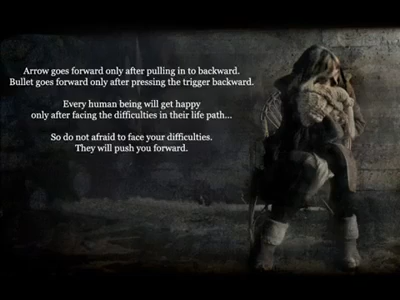 Arrow goes forward only after pulling in to backward.
Bullet goes forward only after pressing the trigger backward.
Every human being will get happy
only after facing the difficulties in their life path...
So do not afraid to face your difficulties.
They will push you forward.